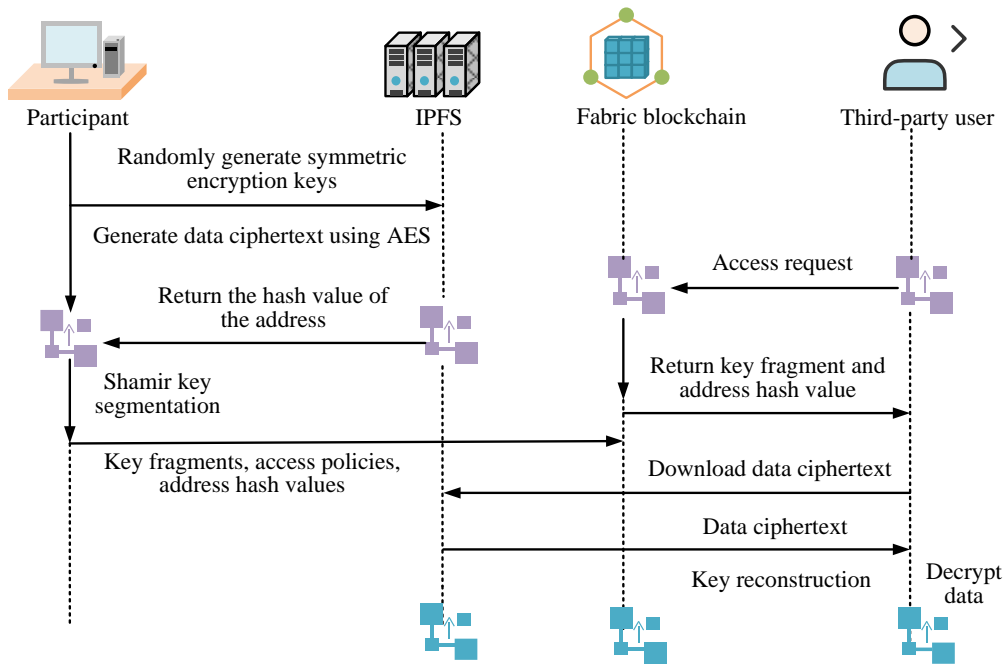 Participant
IPFS
Fabric blockchain
Third-party user
Randomly generate symmetric
encryption keys
Generate data ciphertext using AES
Access request
Return the hash value of
the address
Return key fragment and
address hash value
Shamir key
segmentation
Key fragments, access policies,
address hash values
Download data ciphertext
Data ciphertext
Key reconstruction
Decrypt
data